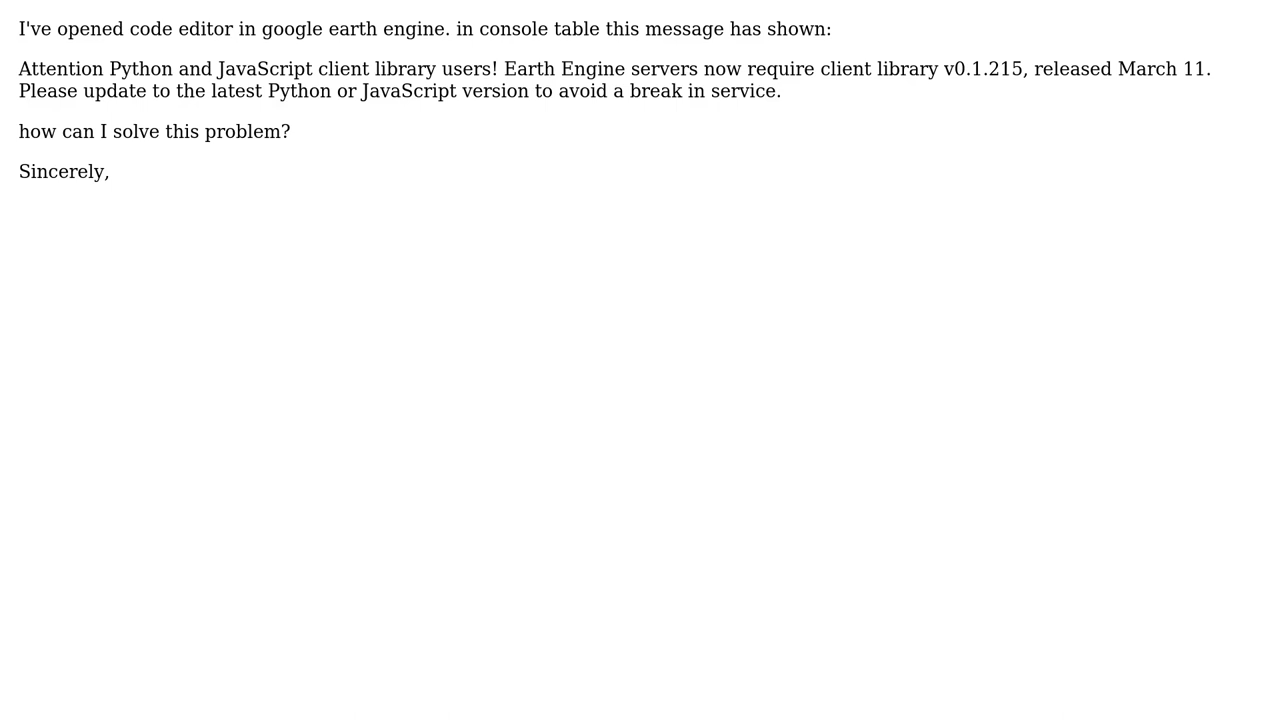 I've opened code editor in google earth engine. in console table this message has shown:
Attention Python and JavaScript client library users! Earth Engine servers now require client library v0.1.215, released March 11.
Please update to the latest Python or JavaScript version to avoid a break in service.
how can I solve this problem?
Sincerely,